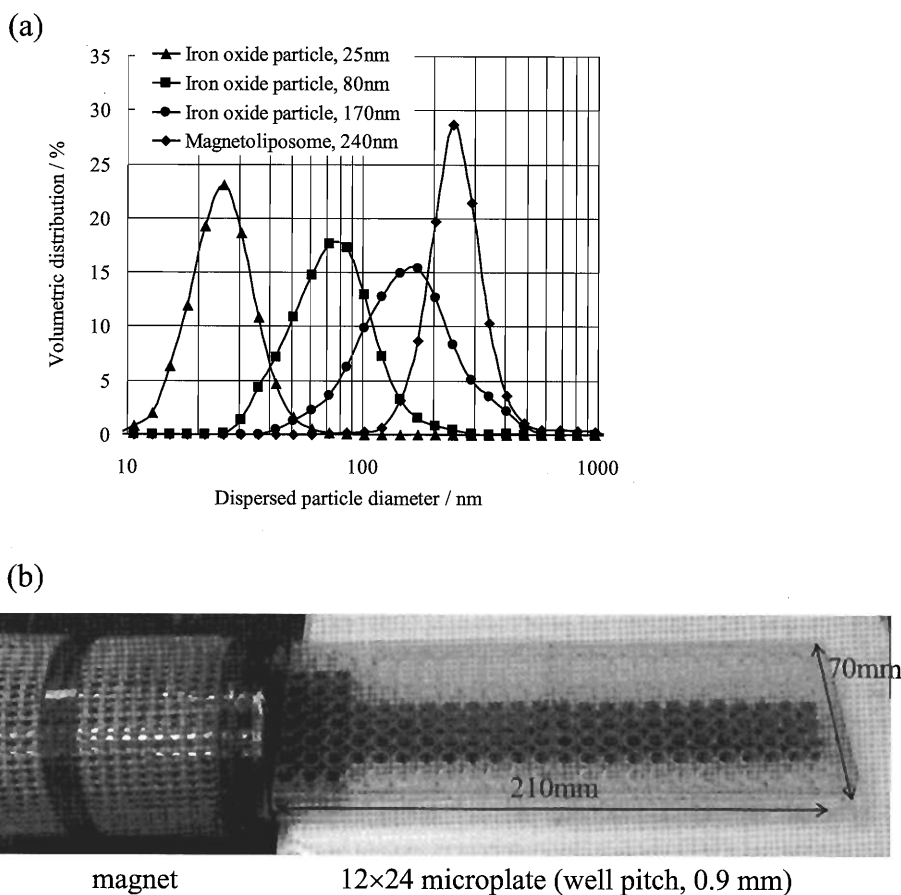 (a)
35
30
25
20
15
10
5
0
Volumetric distribution / %
Iron oxide particle, 25nm
Iron oxide particle, 80nm
Iron oxide particle, 170nm
Magnetoliposome, 240nm
10 100 1000
Dispersed particle diameter / nm
(b)
70mm
210mm
magnet 12×24 microplate (well pitch, 0.9 mm)